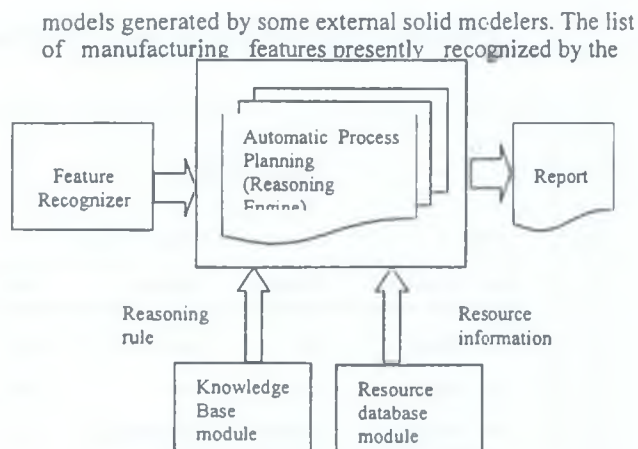 models generated by some external solid modelers. The list
of manufacturing features presently recognized by the
Feature
Recognizer
Automatic Process
Planning
(Reasoning
Engine)
Report
Reasoning
rule
Resource
information
Knowledge
Base
module
Resource
database
module